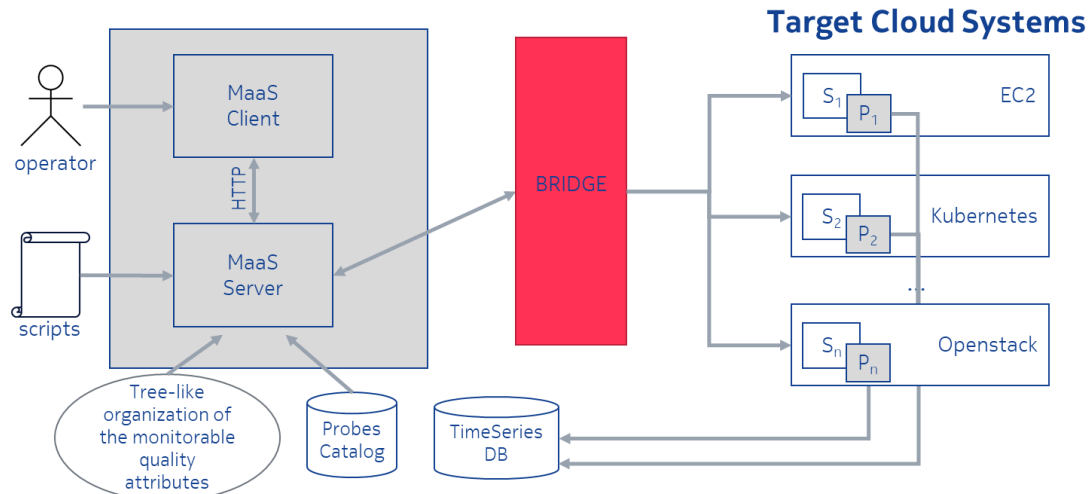 Target Cloud Systems
MaaS
Client
operator
HTTP
MaaS
Server
scripts
BRIDGE
S1
P1
EC2
S2
P2
Kubernetes
...
Sn
Pn
Openstack
Tree-like
organization of
the monitorable
quality
attributes
Probes
Catalog
TimeSeries
DB